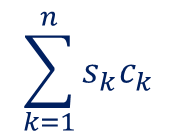 n
∑ s_k c_k
k=1